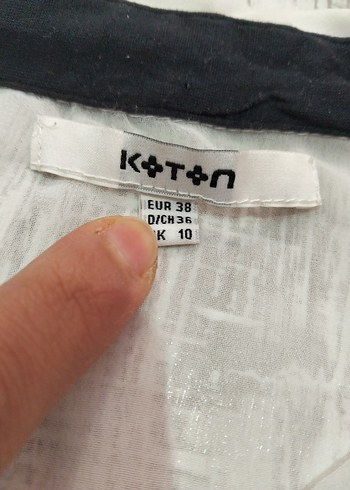 KOTON
EUR 38
D/CH 36
K 10